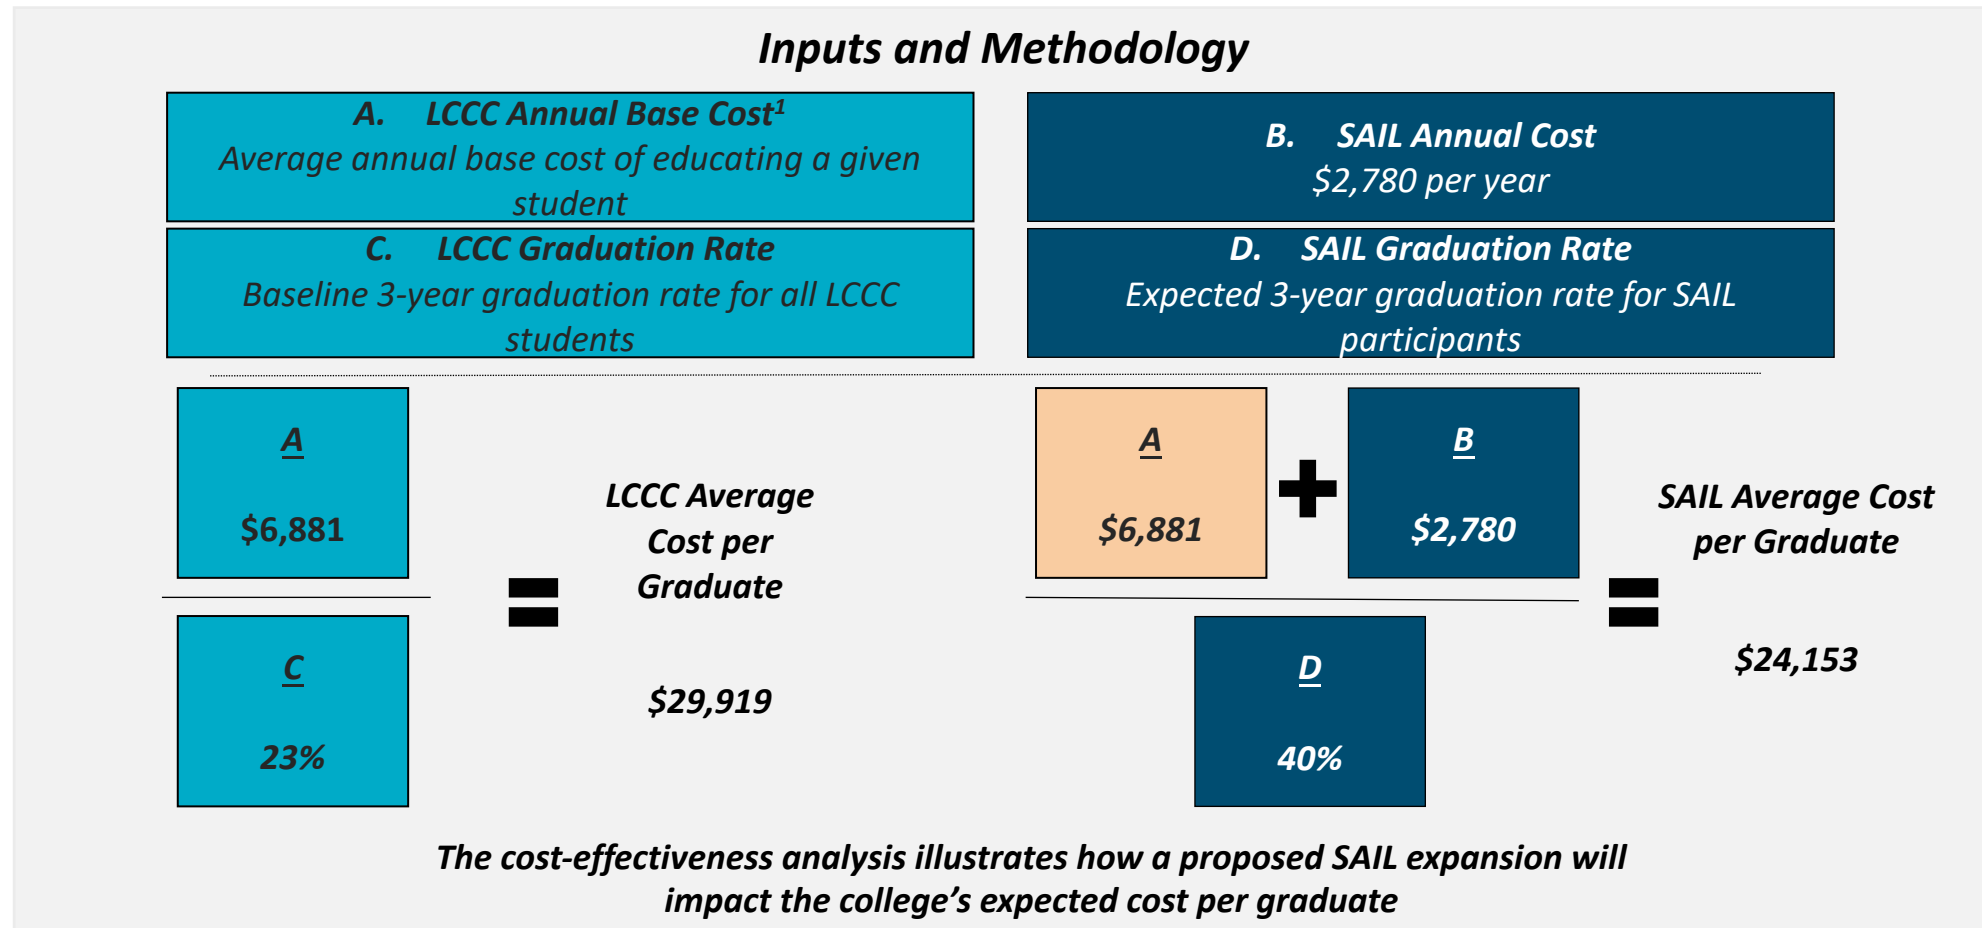 Inputs and Methodology
A. LCCC Annual Base Cost¹
Average annual base cost of educating a given
student
B. SAIL Annual Cost
$2,780 per year
C. LCCC Graduation Rate
Baseline 3-year graduation rate for all LCCC
students
D. SAIL Graduation Rate
Expected 3-year graduation rate for SAIL
participants
A
$6,881
C
23%
=
LCCC Average
Cost per
Graduate
$29,919
A
$6,881
+
B
$2,780
D
40%
=
SAIL Average Cost
per Graduate
$24,153
The cost-effectiveness analysis illustrates how a proposed SAIL expansion will
impact the college’s expected cost per graduate